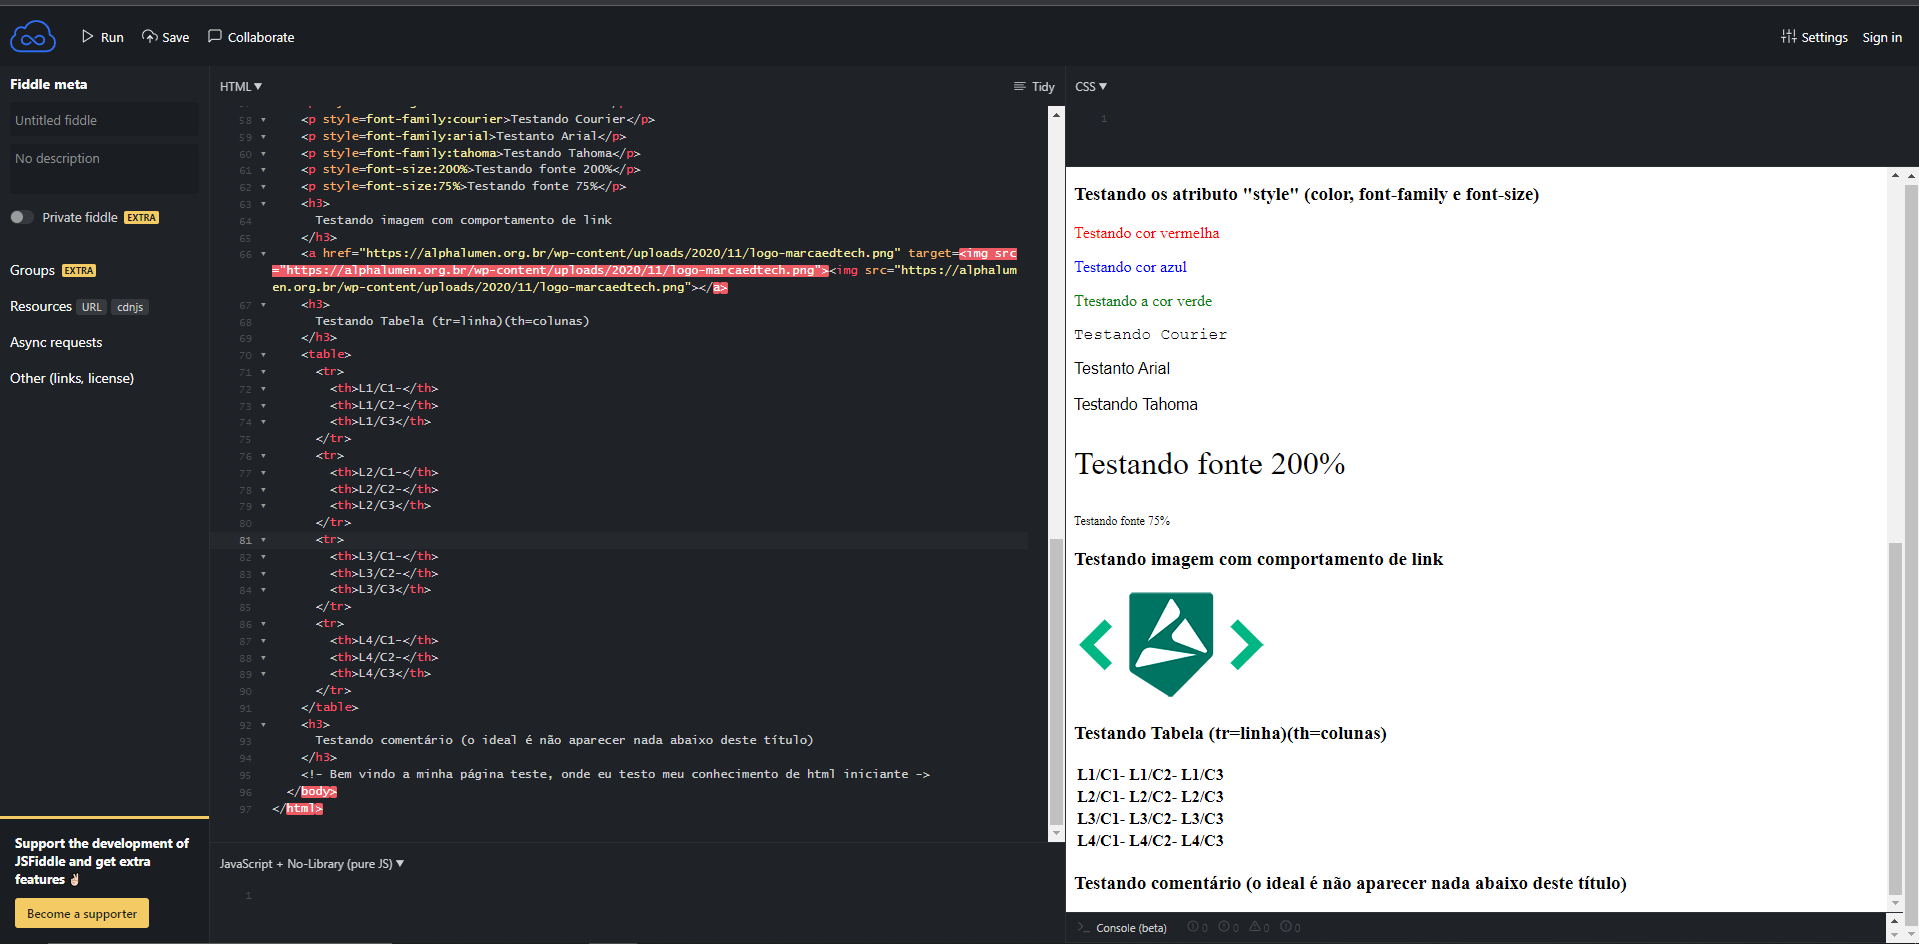 Run Save Collaborate Settings Sign in
Fiddle meta
Untitled fiddle
No description
Private fiddle EXTRA
Groups EXTRA
Resources URL cdnjs
Async requests
Other (links, license)
Support the development of
JSFiddle and get extra
features ✌🏻
Become a supporter
HTML ▼ Tidy
58 <p style=font-family:courier>Testando Courier</p>
59 <p style=font-family:arial>Testanto Arial</p>
60 <p style=font-family:tahoma>Testando Tahoma</p>
61 <p style=font-size:200%>Testando fonte 200%</p>
62 <p style=font-size:75%>Testando fonte 75%</p>
63 <h3>
64 Testando imagem com comportamento de link
65 </h3>
66 <a href="https://alphalumen.org.br/wp-content/uploads/2020/11/logo-marcaedtech.png" target=<img src
="https://alphalumen.org.br/wp-content/uploads/2020/11/logo-marcaedtech.png"><img src="https://alphalum
en.org.br/wp-content/uploads/2020/11/logo-marcaedtech.png"></a>
67 <h3>
68 Testando Tabela (tr=linha)(th=colunas)
69 </h3>
70 <table>
71 <tr>
72 <th>L1/C1-</th>
73 <th>L1/C2-</th>
74 <th>L1/C3</th>
75 </tr>
76 <tr>
77 <th>L2/C1-</th>
78 <th>L2/C2-</th>
79 <th>L2/C3</th>
80 </tr>
81 <tr>
82 <th>L3/C1-</th>
83 <th>L3/C2-</th>
84 <th>L3/C3</th>
85 </tr>
86 <tr>
87 <th>L4/C1-</th>
88 <th>L4/C2-</th>
89 <th>L4/C3</th>
90 </tr>
91 </table>
92 <h3>
93 Testando comentário (o ideal é não aparecer nada abaixo deste título)
94 </h3>
95 <!- Bem vindo a minha página teste, onde eu testo meu conhecimento de html iniciante ->
96 </body>
97 </html>
JavaScript + No-Library (pure JS) ▼
1
CSS ▼
1
Testando os atributo "style" (color, font-family e font-size)
Testando cor vermelha
Testando cor azul
Ttestando a cor verde
Testando Courier
Testanto Arial
Testando Tahoma
Testando fonte 200%
Testando fonte 75%
Testando imagem com comportamento de link
Testando Tabela (tr=linha)(th=colunas)
L1/C1- L1/C2- L1/C3
L2/C1- L2/C2- L2/C3
L3/C1- L3/C2- L3/C3
L4/C1- L4/C2- L4/C3
Testando comentário (o ideal é não aparecer nada abaixo deste título)
>_ Console (beta) 0 0 0 0